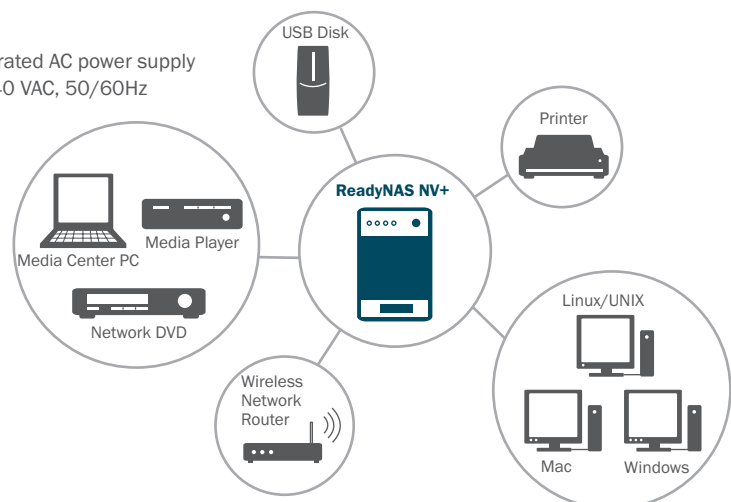 USB Disk
rated AC power supply
40 VAC, 50/60Hz
Printer
ReadyNAS NV+
Media Player
Media Center PC
Network DVD
Linux/UNIX
Wireless
Network
Router
Mac
Windows